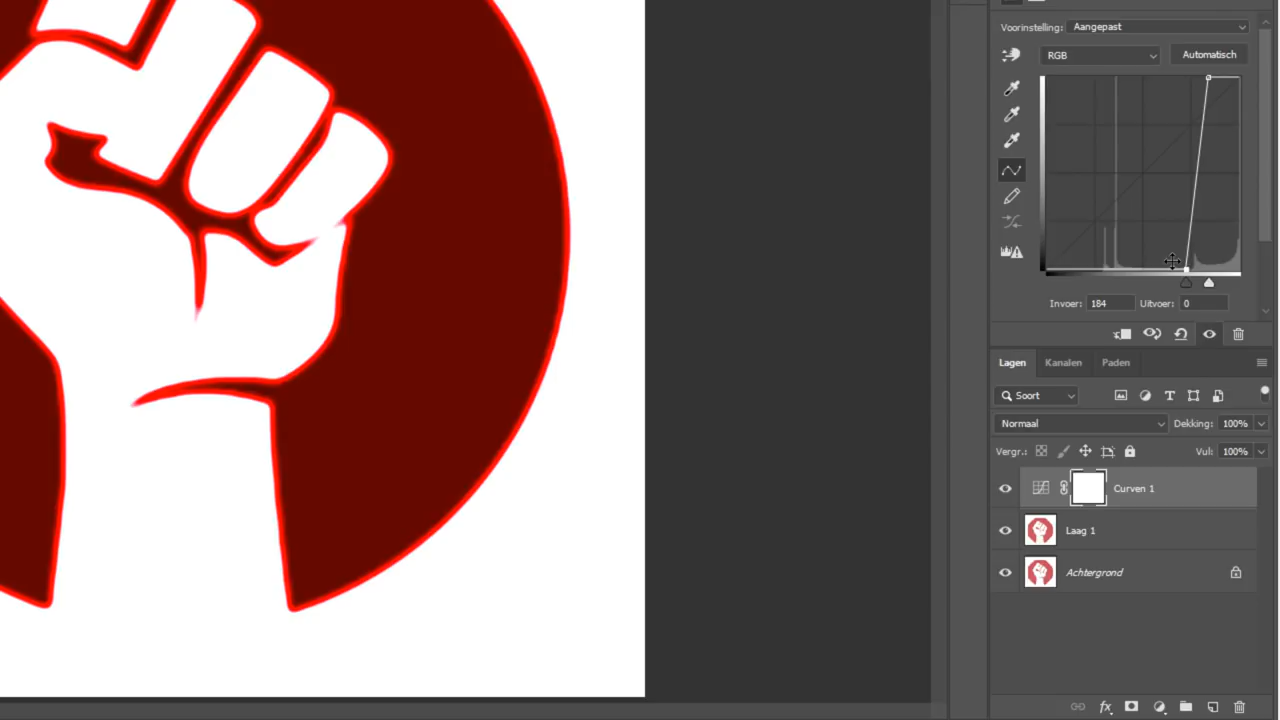 Voorinstelling: Aangepast
RGB Automatisch
Invoer: 184 Uitvoer: 0
Lagen Kanalen Paden
Soort
Normaal Dekking: 100%
Vergr.: Vul: 100%
Curven 1
Laag 1
Achtergrond
fx